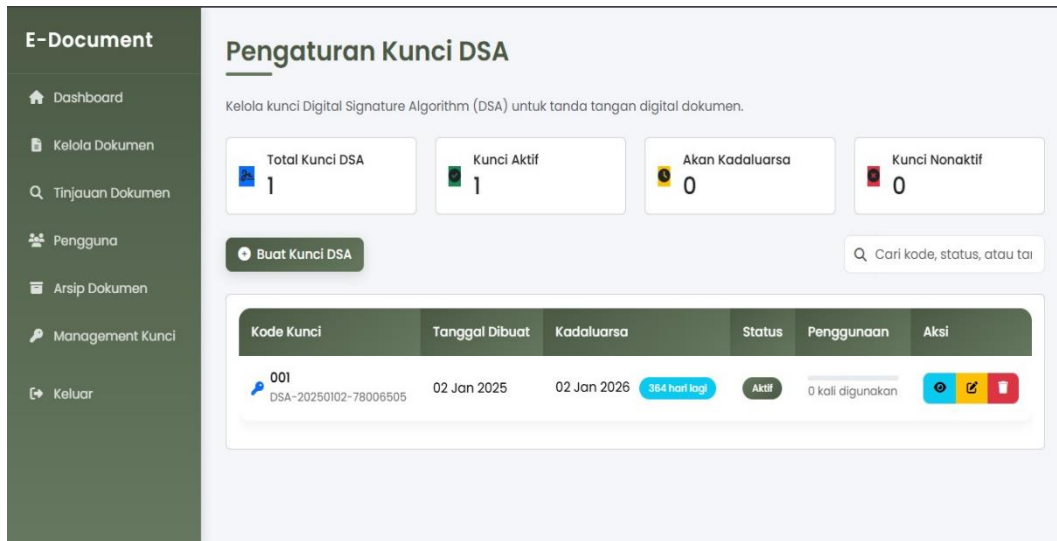 E-Document
Dashboard
Kelola Dokumen
Tinjauan Dokumen
Pengguna
Arsip Dokumen
Management Kunci
Keluar
Pengaturan Kunci DSA
Kelola kunci Digital Signature Algorithm (DSA) untuk tanda tangan digital dokumen.
Total Kunci DSA
1
Kunci Aktif
1
Akan Kadaluarsa
0
Kunci Nonaktif
0
Buat Kunci DSA
Cari kode, status, atau tar
Kode Kunci Tanggal Dibuat Kadaluarsa Status Penggunaan Aksi
001
DSA-20250102-78006505 02 Jan 2025 02 Jan 2026 364 hari lagi Aktif 0 kali digunakan